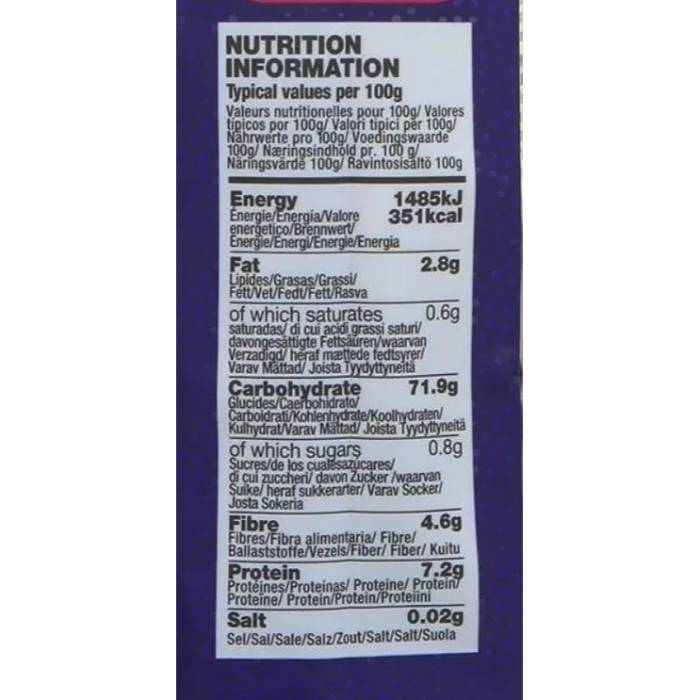 NUTRITION
INFORMATION
Typical values per 100g
Valeurs nutritionelles pour 100g/ Valores
tipicos por 100g/ Valori tipici per 100g/
Nährwerte pro 100g/ Voedingswaarde
100g/ Næringsindhold pr. 100 g/
Näringsvärde 100g/ Ravintosisältö 100g
Energy 1485kJ
Énergie/Energía/Valore 351kcal
energetico/Brennwert/
Energie/Energi/Energie/Energia
Fat 2.8g
Lipides/Grasas/Grassi/
Fett/Vet/Fedt/Fett/Rasva
of which saturates 0.6g
saturadas/ di cui acidi grassi saturi/
davongesättigte Fettsäuren/waarvan
Verzadigd/ heraf mættede fedtsyrer/
Varav Mättad/ Joista Tyydyttyneitä
Carbohydrate 71.9g
Glucides/Caerbohidrato/
Carboidrati/Kohlenhydrate/Koolhydraten/
Kulhydrat/Varav Mättad/ Joista Tyydyttyneitä
of which sugars 0.8g
Sucres/de los cualesazúcares/
di cui zuccheri/ davon Zucker /waarvan
Suike/ heraf sukkerarter/ Varav Socker/
Josta Sokeria
Fibre 4.6g
Fibres/Fibra alimentaria/ Fibre/
Ballaststoffe/Vezels/Fiber/ Fiber/ Kuitu
Protein 7.2g
Protéines/Proteínas/ Proteine/ Protein/
Proteïne/ Protein/Protein/Proteiini
Salt 0.02g
Sel/Sal/Sale/Salz/Zout/Salt/Salt/Suola